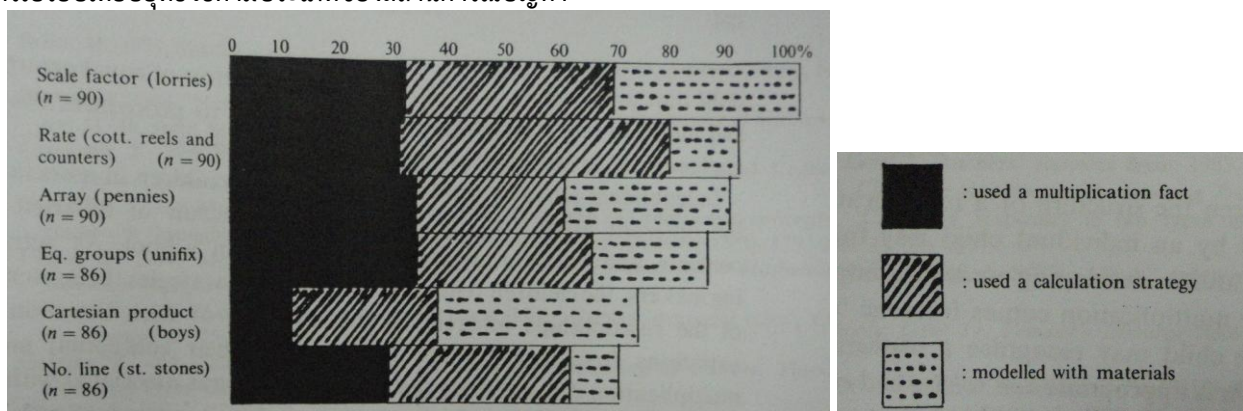 0 10 20 30 40 50 60 70 80 90 100%
Scale factor (lorries)
(n = 90)
Rate (cott. reels and
counters) (n = 90)
Array (pennies)
(n = 90)
Eq. groups (unifix)
(n = 86)
Cartesian product
(n = 86) (boys)
No. line (st. stones)
(n = 86)
: used a multiplication fact
: used a calculation strategy
: modelled with materials